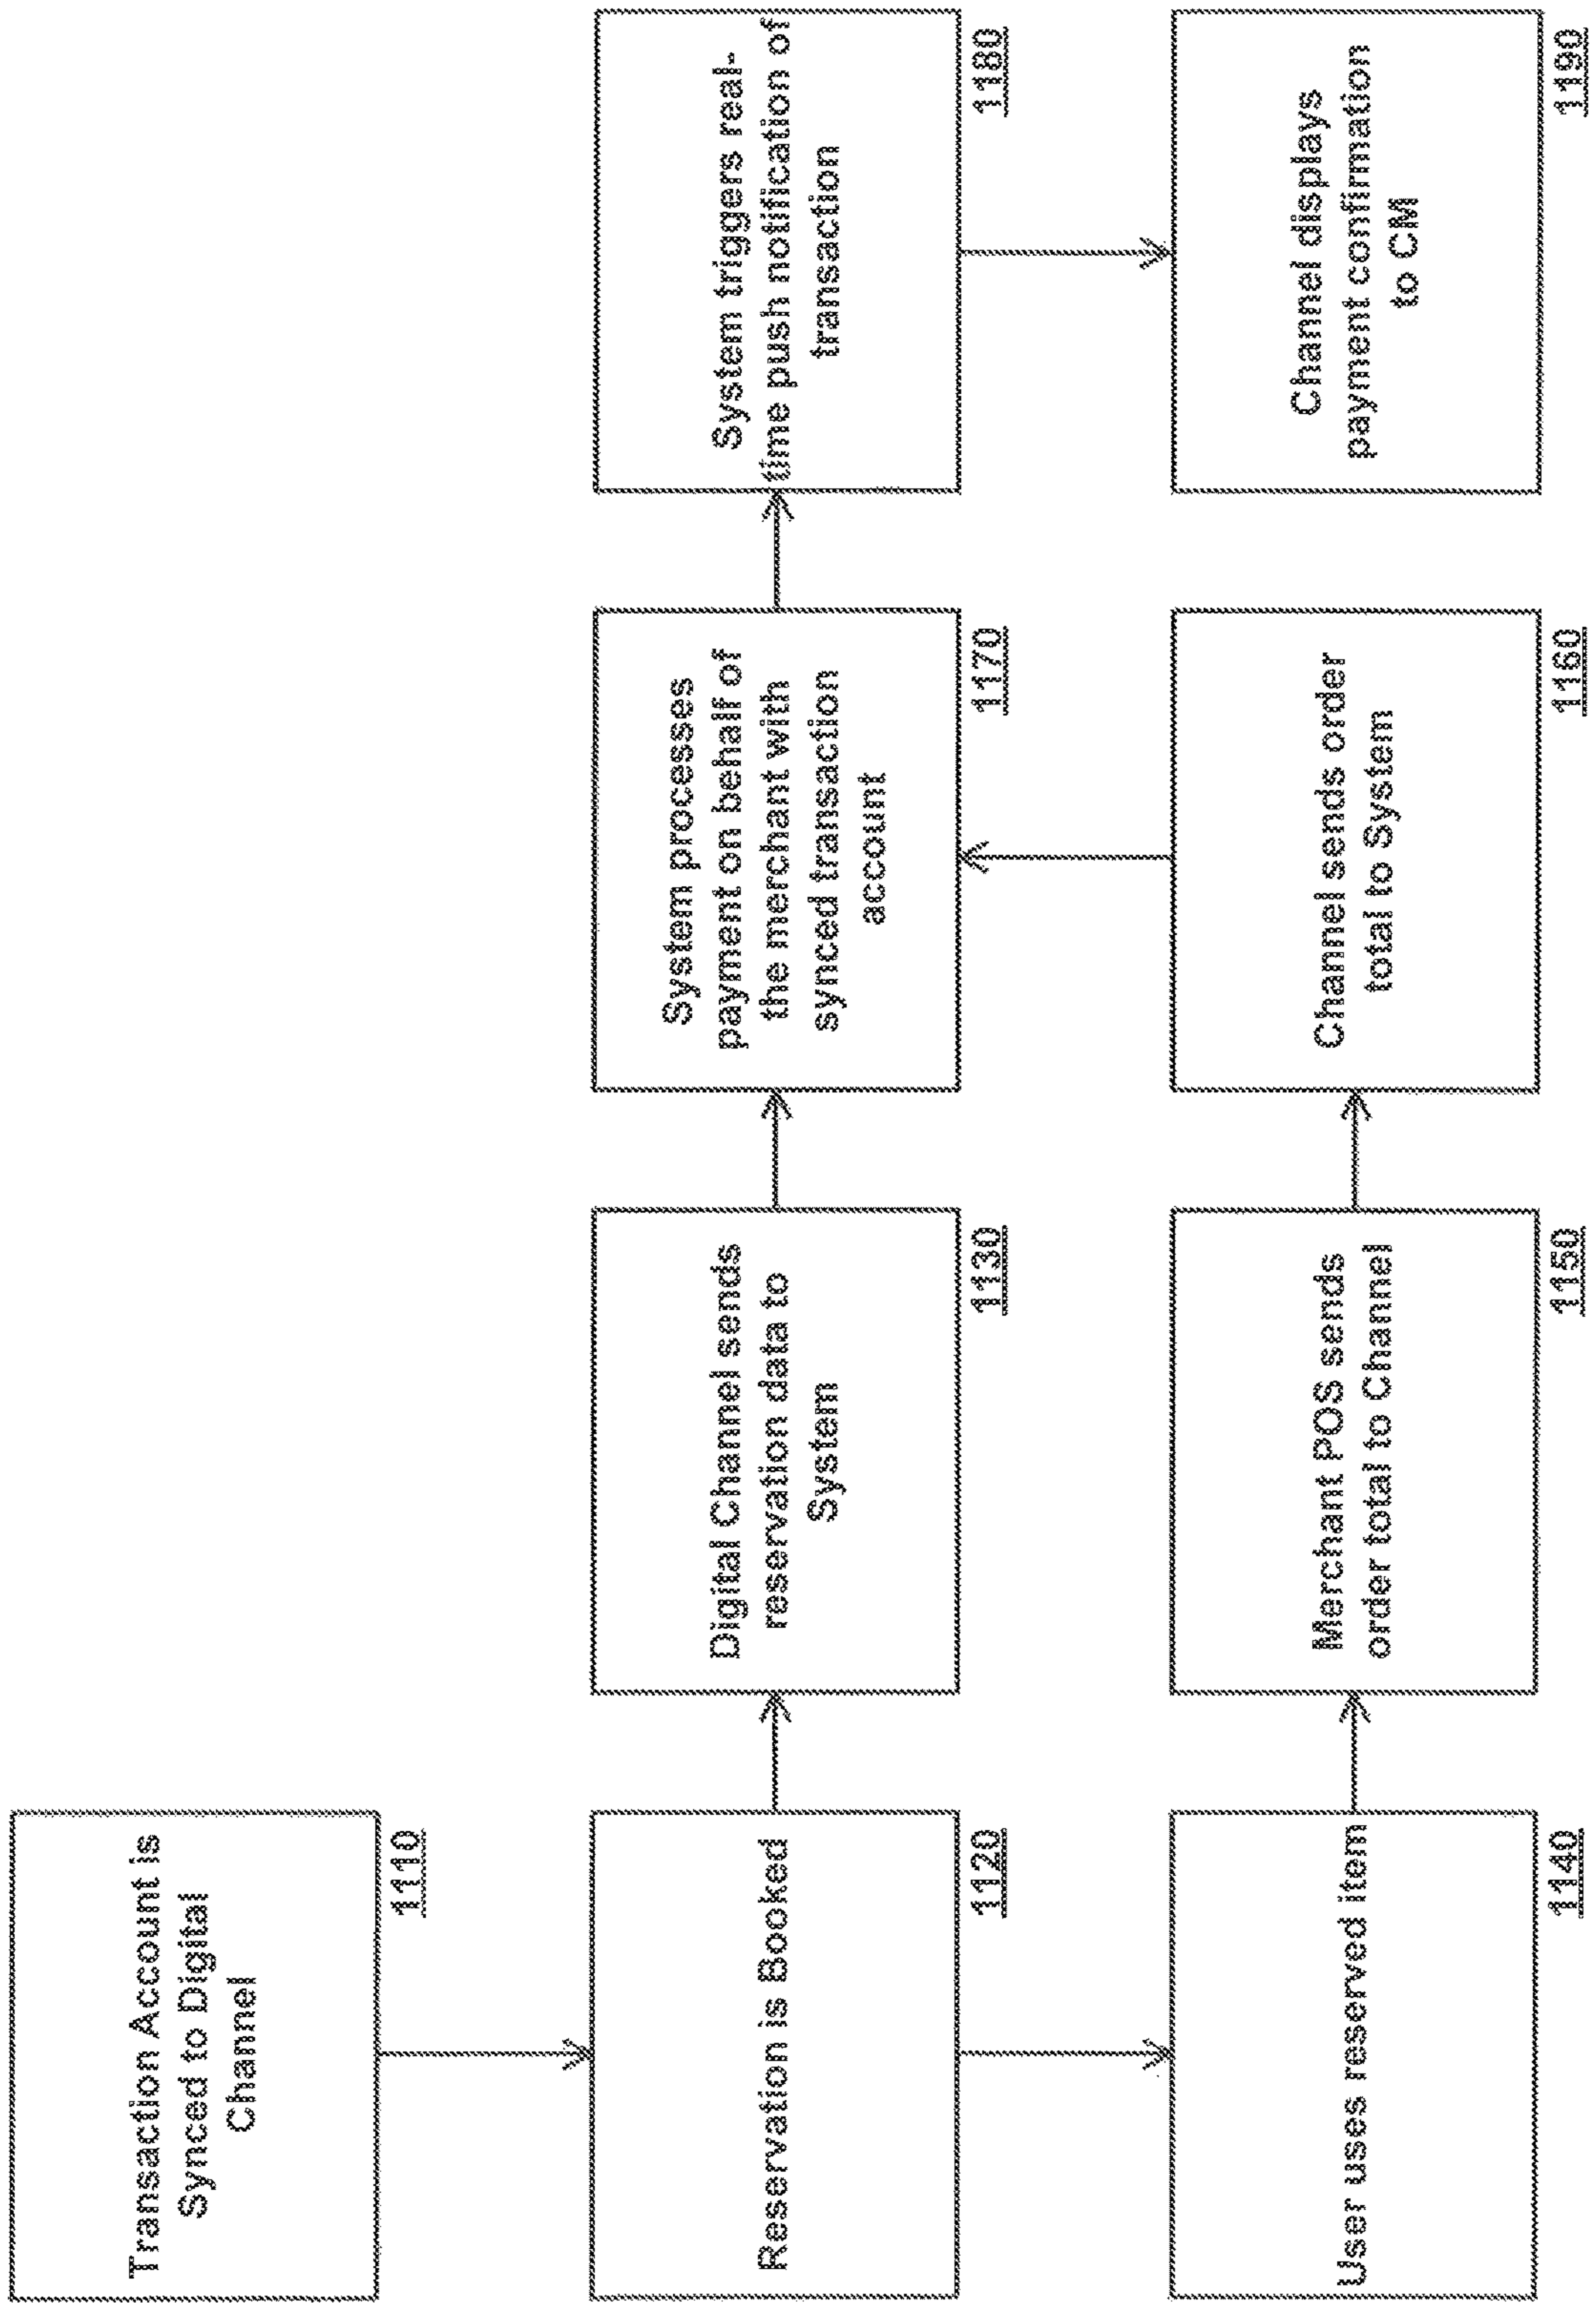 Transaction Account is
Synced to Digital
Channel
1110
Reservation is Booked
1120
Digital Channel sends
reservation data to
System
1130
System processes
payment on behalf of
the merchant with
synced transaction
account
1170
System triggers real-
time push notification of
transaction
1180
User uses reserved item
1140
Merchant POS sends
order total to Channel
1150
Channel sends order
total to System
1160
Channel displays
payment confirmation
to CM
1190